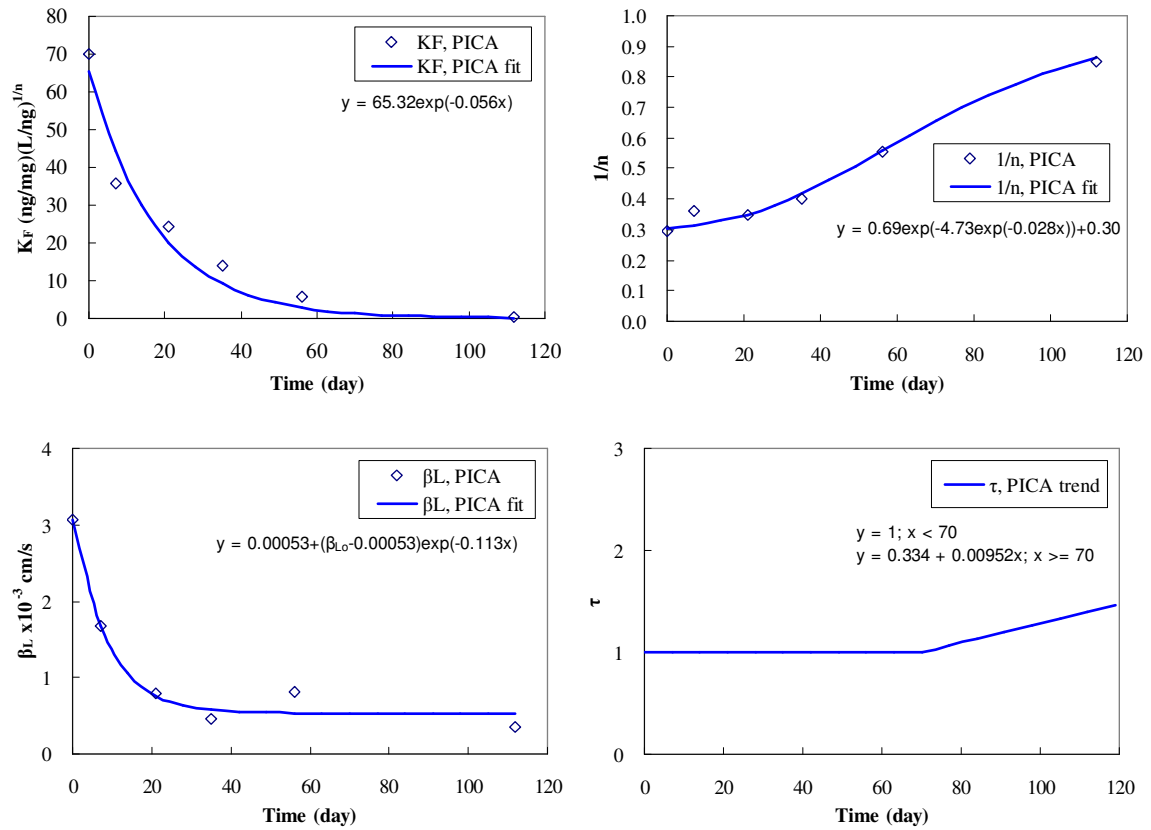 80
70
60
50
40
30
20
10
0
K_F (ng/mg)(L/ng)^{1/n}
KF, PICA
KF, PICA fit
y = 65.32exp(-0.056x)
0 20 40 60 80 100 120
Time (day)
1.0
0.9
0.8
0.7
0.6
0.5
0.4
0.3
0.2
0.1
0.0
1/n
1/n, PICA
1/n, PICA fit
y = 0.69exp(-4.73exp(-0.028x))+0.30
0 20 40 60 80 100 120
Time (day)
4
3
2
1
0
β_L x10^{-3} cm/s
βL, PICA
βL, PICA fit
y = 0.00053+(β_{Lo}-0.00053)exp(-0.113x)
0 20 40 60 80 100 120
Time (day)
3
2
1
0
τ
τ, PICA trend
y = 1; x < 70
y = 0.334 + 0.00952x; x >= 70
0 20 40 60 80 100 120
Time (day)